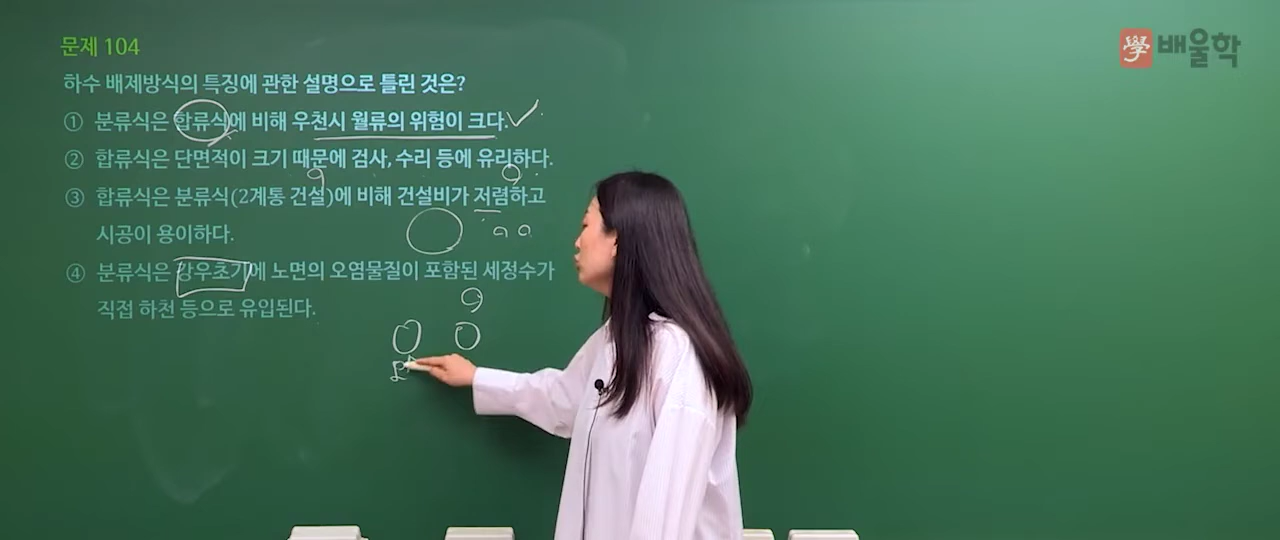 문제 104
學 배울학
하수 배제방식의 특징에 관한 설명으로 틀린 것은?
① 분류식은 합류식에 비해 우천시 월류의 위험이 크다.
② 합류식은 단면적이 크기 때문에 검사, 수리 등에 유리하다.
③ 합류식은 분류식(2계통 건설)에 비해 건설비가 저렴하고
시공이 용이하다.
④ 분류식은 강우초기에 노면의 오염물질이 포함된 세정수가
직접 하천 등으로 유입된다.